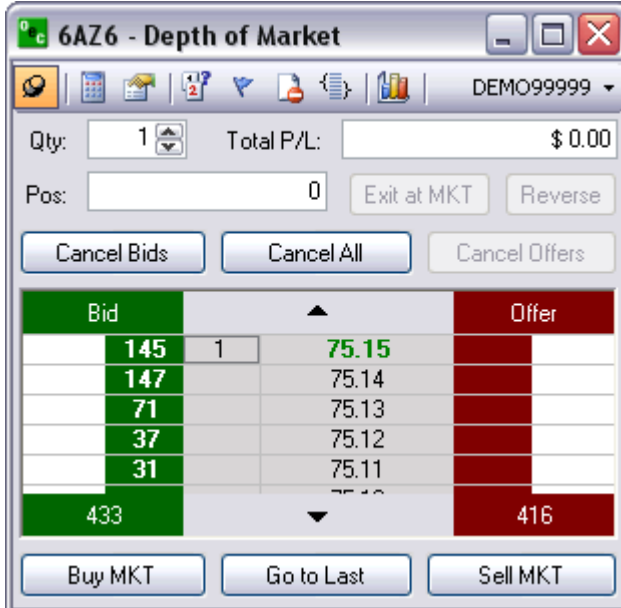 OEC 6AZ6 - Depth of Market
DEMO99999
Qty: 1 Total P/L: $ 0.00
Pos: 0 Exit at MKT Reverse
Cancel Bids Cancel All Cancel Offers
Bid Offer
145 1 75.15
147 75.14
71 75.13
37 75.12
31 75.11
433 416
Buy MKT Go to Last Sell MKT